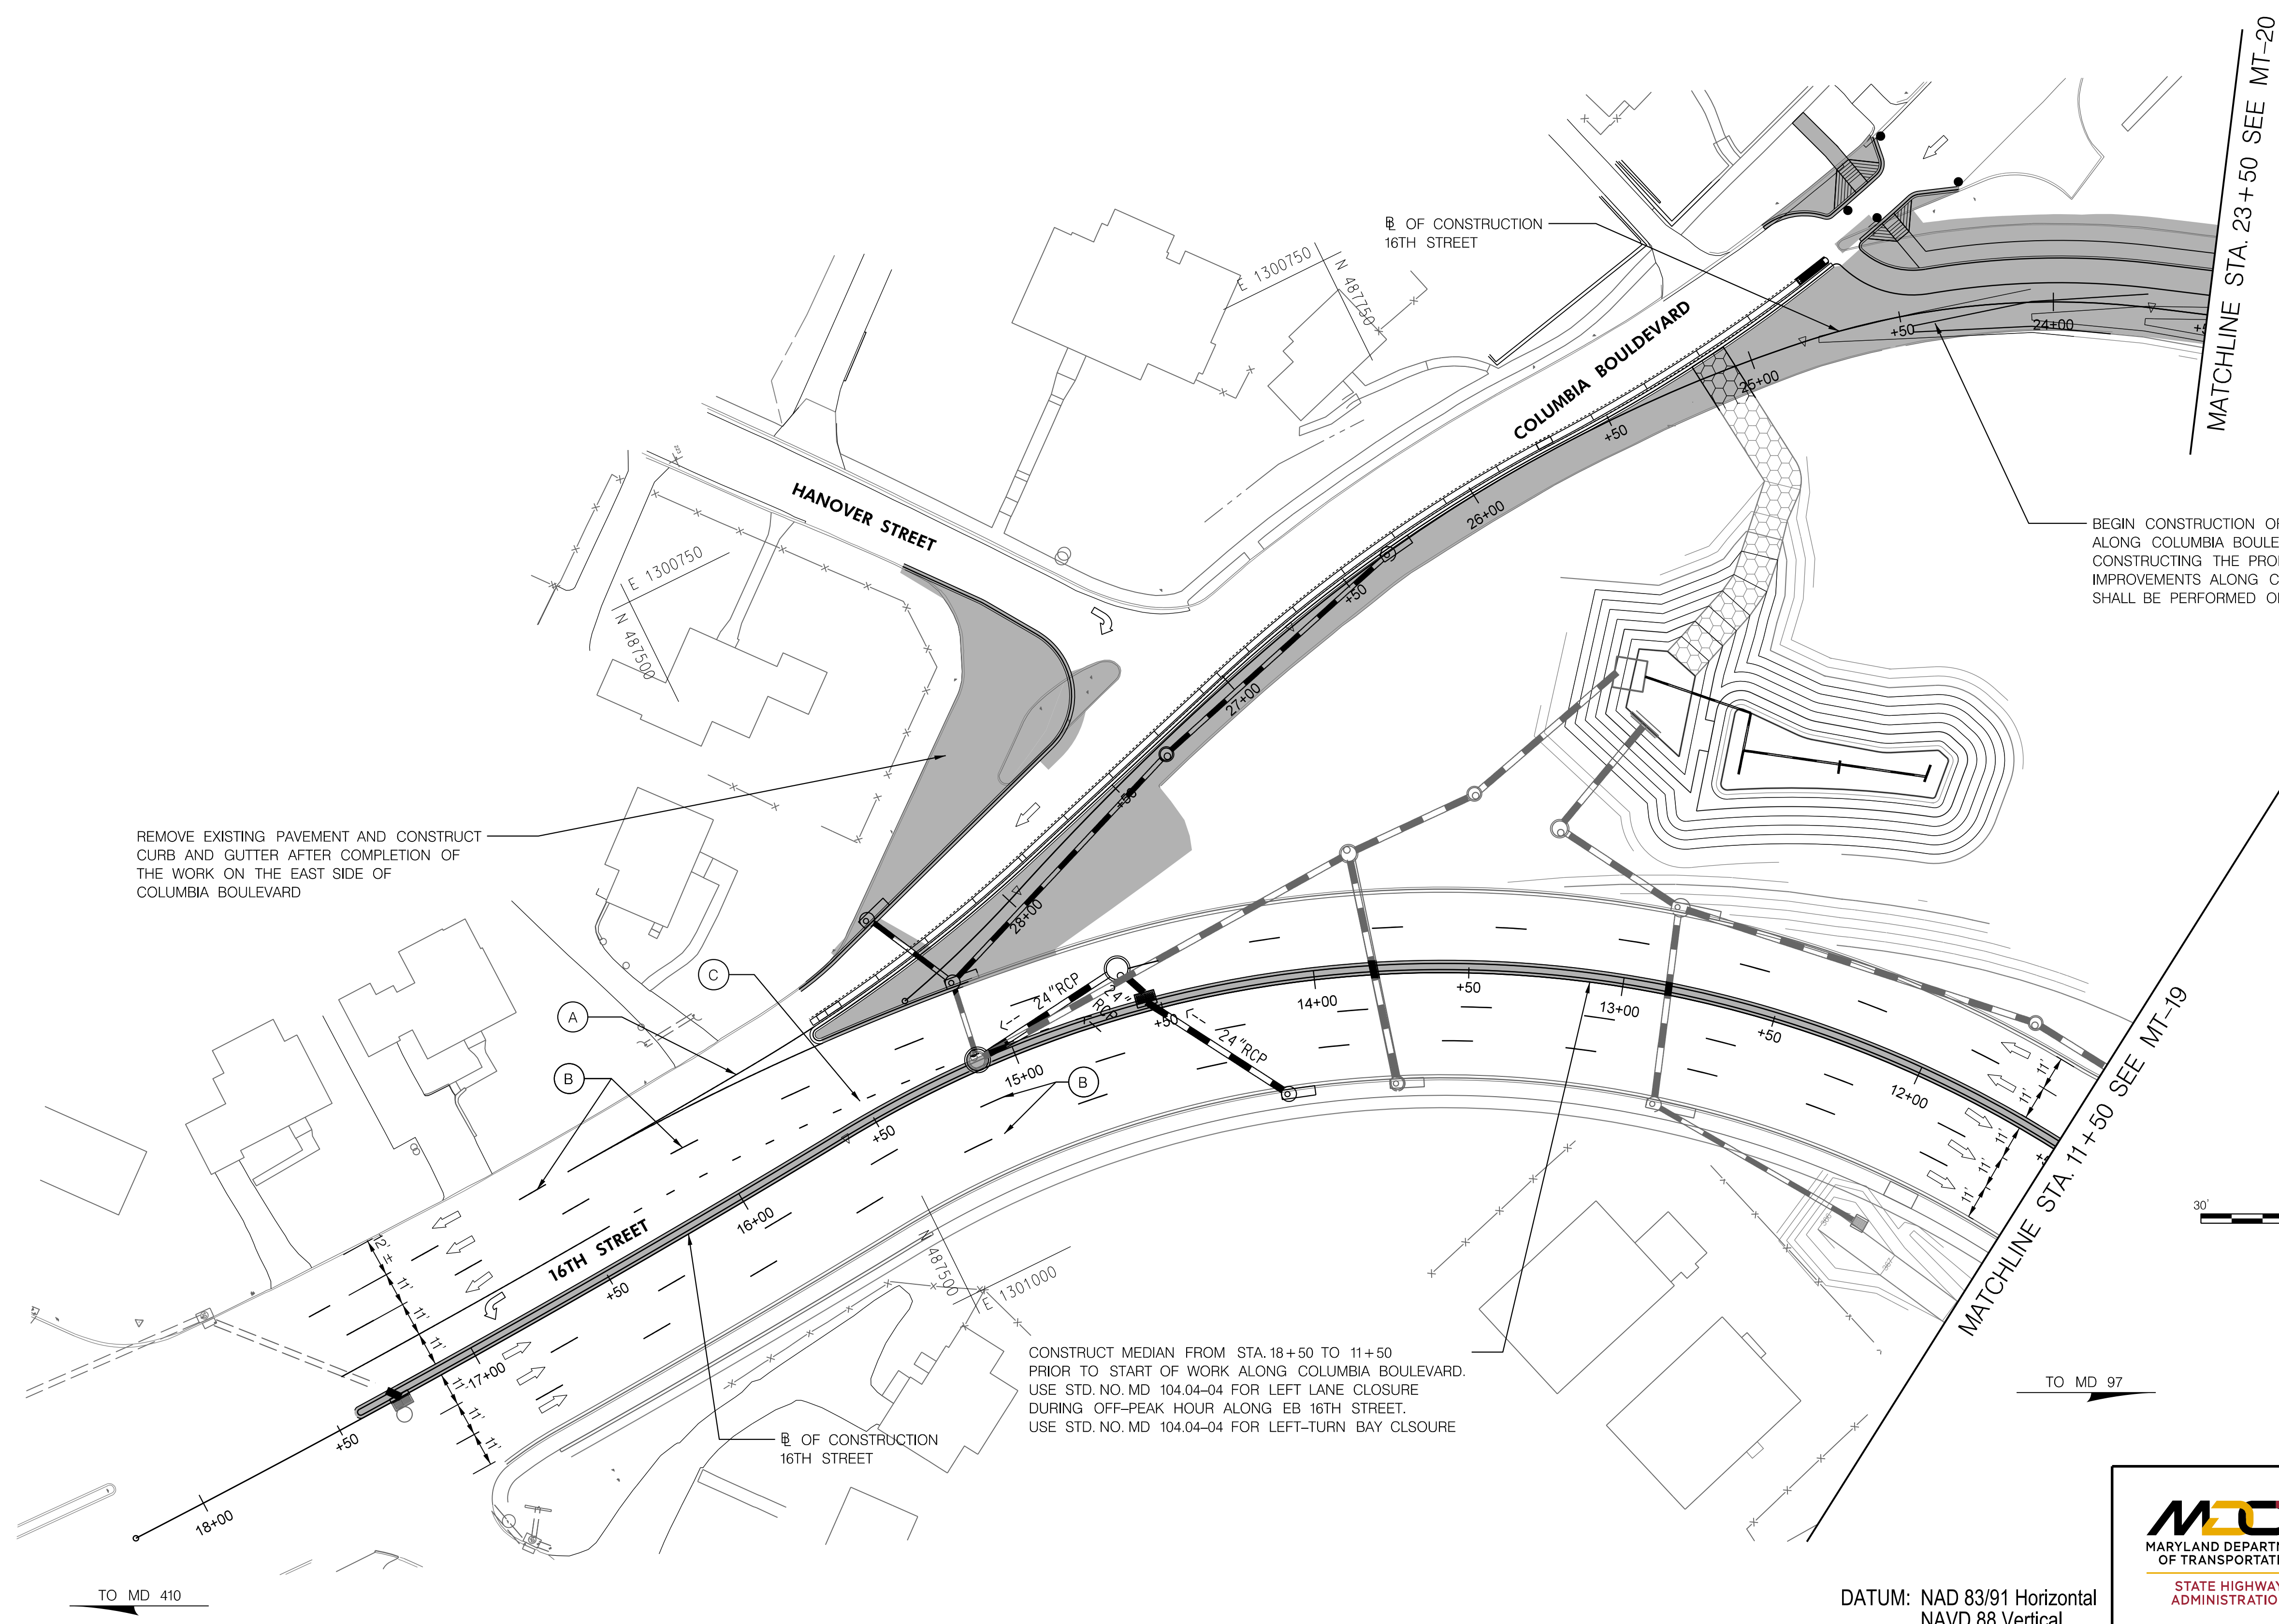 MATCHLINE STA. 23+50 SEE MT-20
℄ OF CONSTRUCTION
16TH STREET
E 1300750
N 487750
COLUMBIA BOULDEVARD
+50
24+00
25+00
+50
26+00
+50
27+00
+50
28+00
HANOVER STREET
E 1300750
N 487500
BEGIN CONSTRUCTION
ALONG COLUMBIA
CONSTRUCTING THE
IMPROVEMENTS ALONG
SHALL BE PERFORMED
REMOVE EXISTING PAVEMENT AND CONSTRUCT
CURB AND GUTTER AFTER COMPLETION OF
THE WORK ON THE EAST SIDE OF
COLUMBIA BOULEVARD
C
A
B
B
24"RCP
24"
RCP
24"RCP
+50
14+00
+50
13+00
+50
12+00
15+00
+50
16+00
+50
17+00
+50
18+00
16TH STREET
12' ±
11'
11'
11'
11'
11'
11'
11'
11'
11'
11'
11'
MATCHLINE STA. 11+50 SEE MT-19
30'
N 487500
E 1301000
CONSTRUCT MEDIAN FROM STA. 18+50 TO 11+50
PRIOR TO START OF WORK ALONG COLUMBIA BOULEVARD.
USE STD. NO. MD 104.04-04 FOR LEFT LANE CLOSURE
DURING OFF-PEAK HOUR ALONG EB 16TH STREET.
USE STD. NO. MD 104.04-04 FOR LEFT-TURN BAY CLSOURE
℄ OF CONSTRUCTION
16TH STREET
TO MD 97
TO MD 410
MARYLAND
OF
STATE
DATUM: NAD 83/91 Horizontal
NAVD 88 Vertical